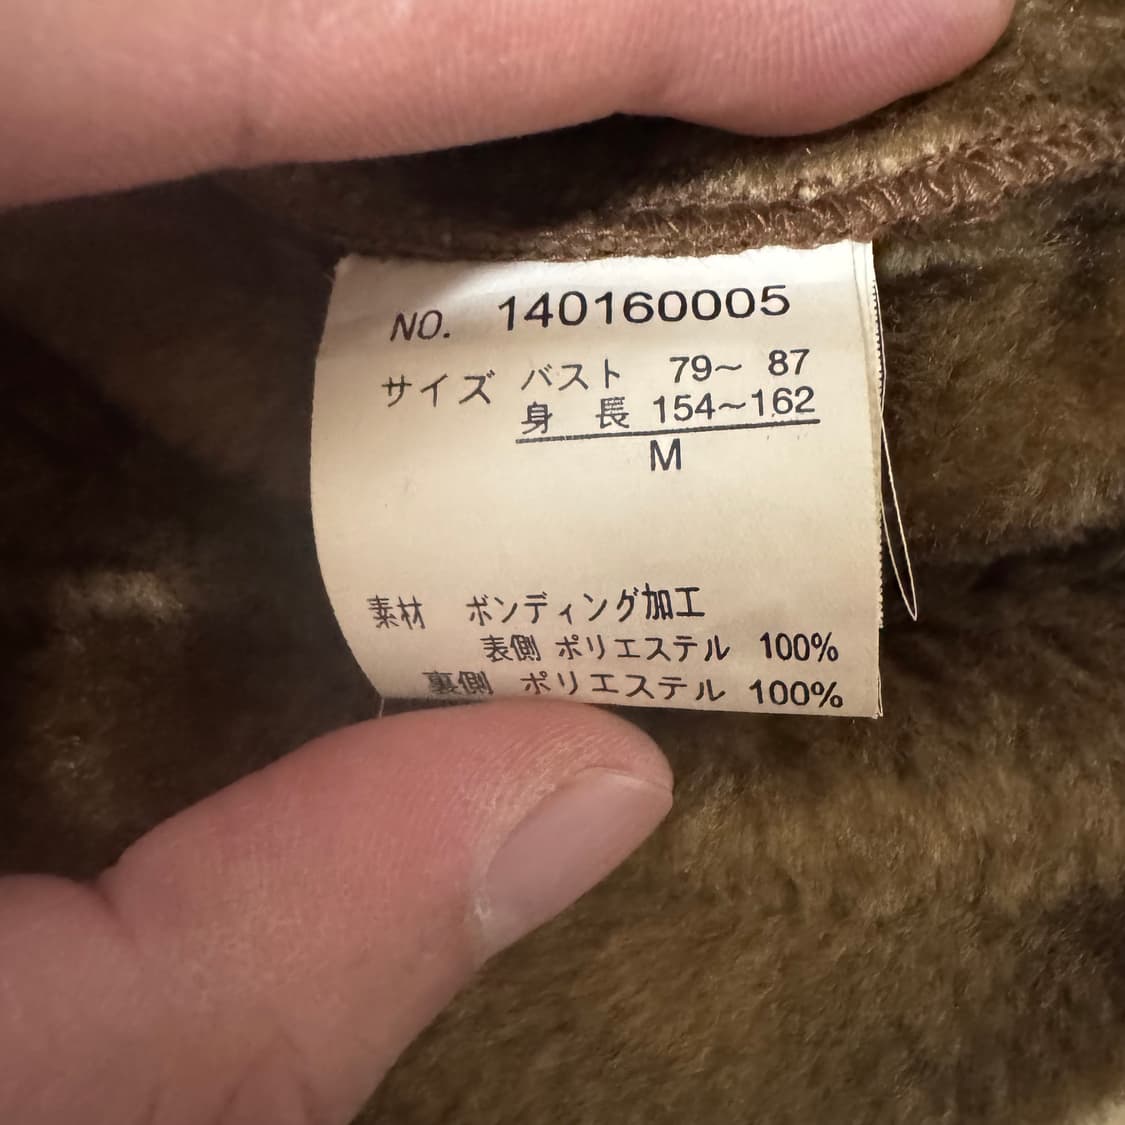 NO. 140160005
サイズ バスト 79~ 87
身 長 154~162
M
素材 ボンディング加工
表側 ポリエステル 100%
裏側 ポリエステル 100%